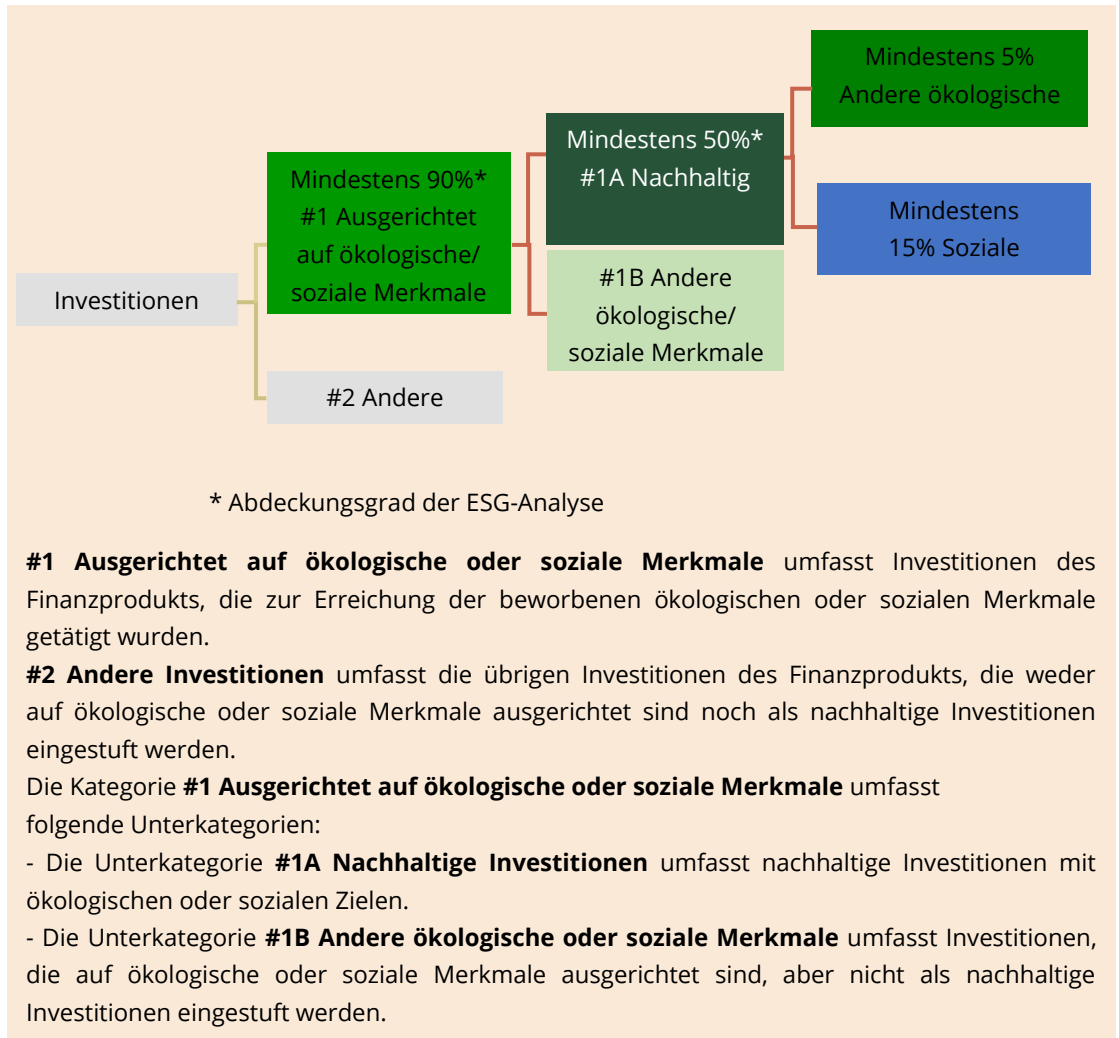 Mindestens 5%
Andere ökologische
Mindestens 50%*
#1A Nachhaltig
Mindestens 90%*
#1 Ausgerichtet
auf ökologische/
soziale Merkmale
Mindestens
15% Soziale
#1B Andere
ökologische/
soziale Merkmale
Investitionen
#2 Andere
* Abdeckungsgrad der ESG-Analyse
#1 Ausgerichtet auf ökologische oder soziale Merkmale umfasst Investitionen des
Finanzprodukts, die zur Erreichung der beworbenen ökologischen oder sozialen Merkmale
getätigt wurden.
#2 Andere Investitionen umfasst die übrigen Investitionen des Finanzprodukts, die weder
auf ökologische oder soziale Merkmale ausgerichtet sind noch als nachhaltige Investitionen
eingestuft werden.
Die Kategorie #1 Ausgerichtet auf ökologische oder soziale Merkmale umfasst
folgende Unterkategorien:
- Die Unterkategorie #1A Nachhaltige Investitionen umfasst nachhaltige Investitionen mit
ökologischen oder sozialen Zielen.
- Die Unterkategorie #1B Andere ökologische oder soziale Merkmale umfasst Investitionen,
die auf ökologische oder soziale Merkmale ausgerichtet sind, aber nicht als nachhaltige
Investitionen eingestuft werden.